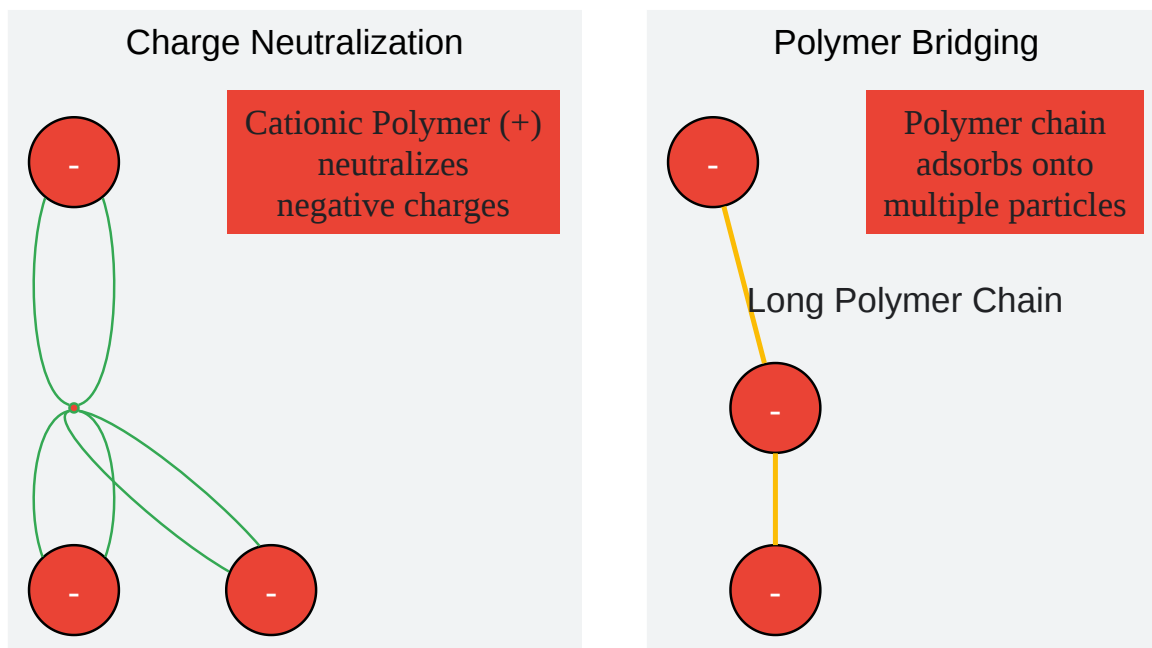 Charge Neutralization
Cationic Polymer (+)
neutralizes
negative charges
-
-
-
Polymer Bridging
Polymer chain
adsorbs onto
multiple particles
-
Long Polymer Chain
-
-